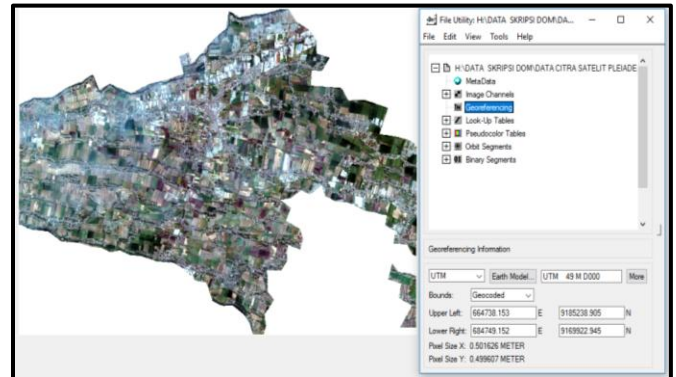 File Utility: H:\DATA SKRIPSI DOM\DA...
File Edit View Tools Help
H:\DATA SKRIPSI DOM\DATA CITRA SATELIT PLEIADE
MetaData
Image Channels
Georeferencing
Look-Up Tables
Pseudocolor Tables
Orbit Segments
Binary Segments
Georeferencing Information
UTM Earth Model... UTM 49 M D000 More
Bounds: Geocoded
Upper Left: 664738.153 E 9185238.905 N
Lower Right: 684749.152 E 9169922.945 N
Pixel Size X: 0.501626 METER
Pixel Size Y: 0.499607 METER